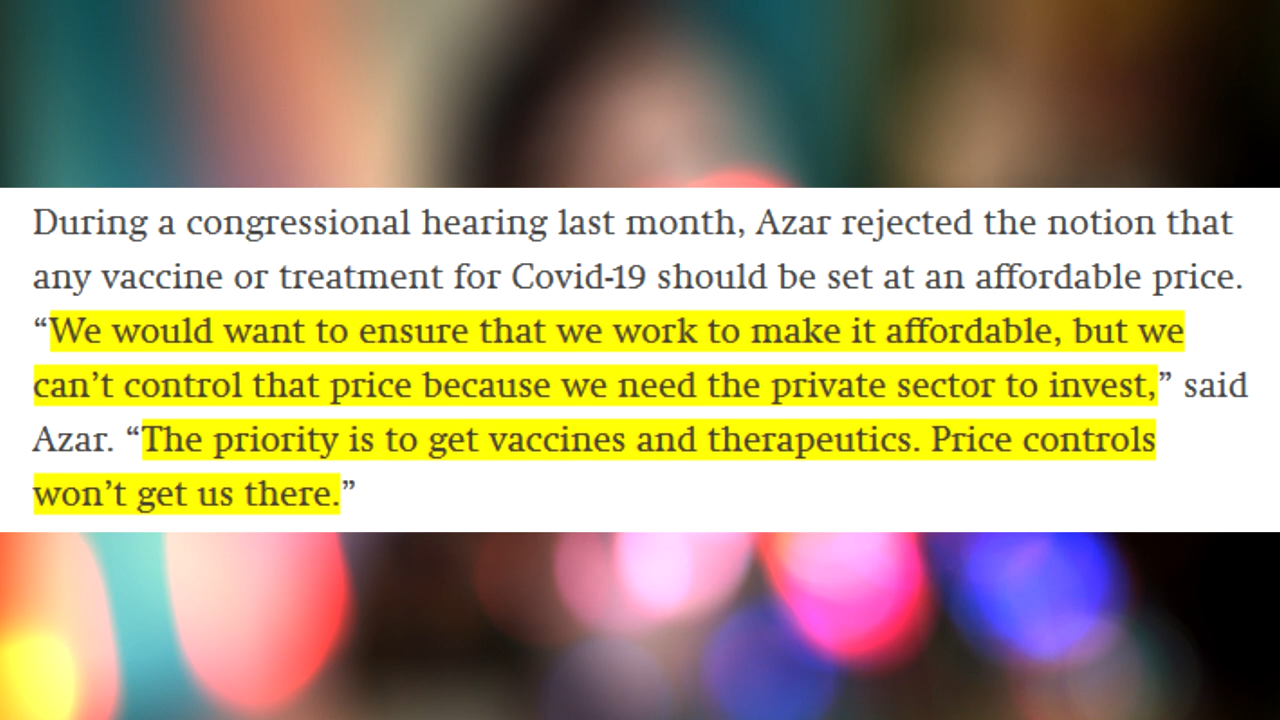 During a congressional hearing last month, Azar rejected the notion that
any vaccine or treatment for Covid-19 should be set at an affordable price.
“We would want to ensure that we work to make it affordable, but we
can’t control that price because we need the private sector to invest,” said
Azar. “The priority is to get vaccines and therapeutics. Price controls
won’t get us there.”